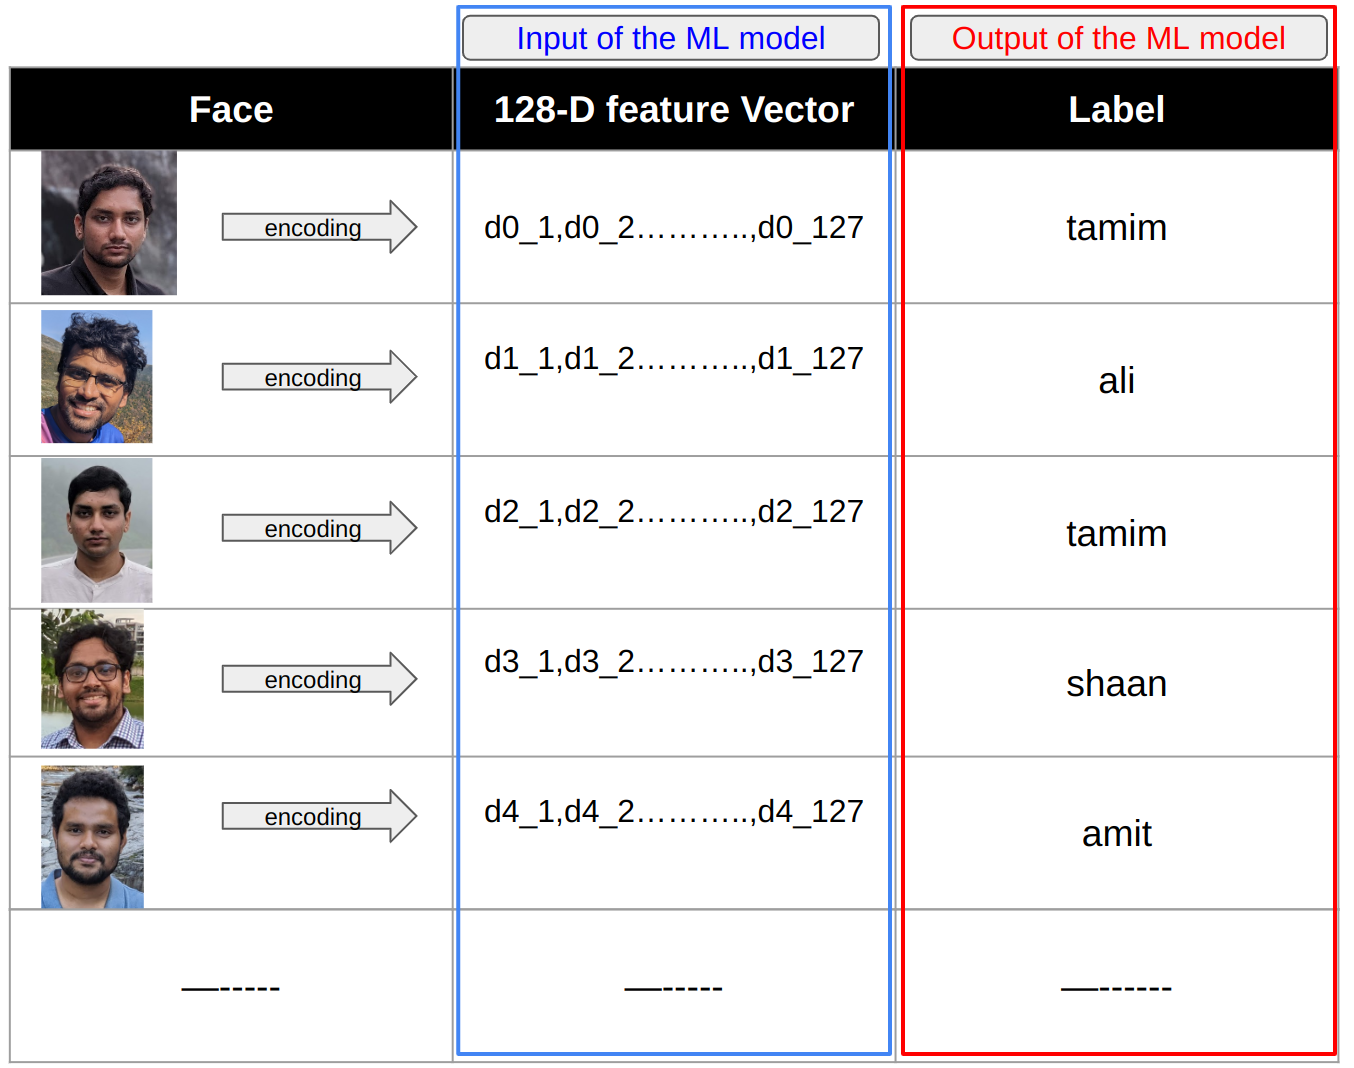 Input of the ML model
Output of the ML model
Face
128-D feature Vector
Label
encoding
d0_1,d0_2………..,d0_127
tamim
encoding
d1_1,d1_2………..,d1_127
ali
encoding
d2_1,d2_2………..,d2_127
tamim
encoding
d3_1,d3_2………..,d3_127
shaan
encoding
d4_1,d4_2………..,d4_127
amit
—-----
—-----
—------